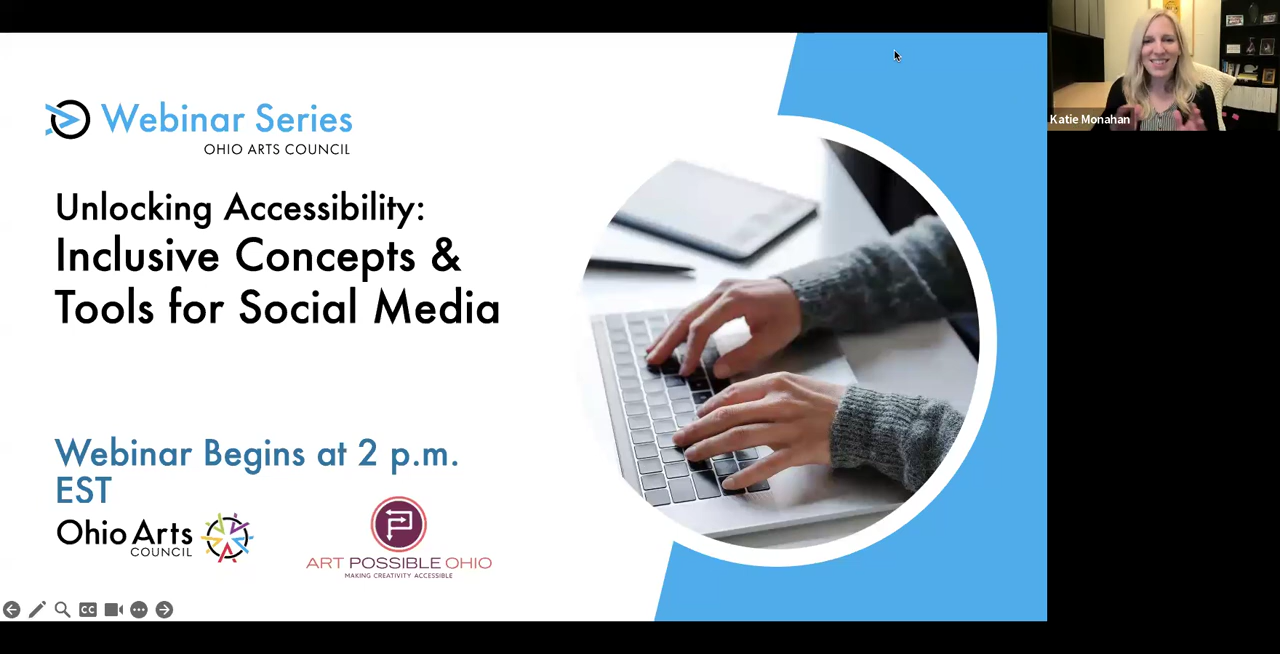 Webinar Series
OHIO ARTS COUNCIL
Unlocking Accessibility:
Inclusive Concepts &
Tools for Social Media
Webinar Begins at 2 p.m.
EST
Ohio Arts
COUNCIL
ART POSSIBLE OHIO
MAKING CREATIVITY ACCESSIBLE
CC
Katie Monahan